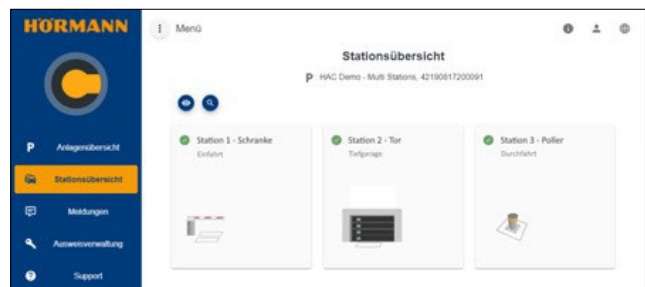 HÖRMANN
Menü
Stationsübersicht
P HAC Demo - Multi Stations, 42190817200091
P Anlagenübersicht
Stationsübersicht
Meldungen
Ausweisverwaltung
Support
Station 1 - Schranke
Einfahrt
Station 2 - Tor
Tiefgarage
Station 3 - Poller
Durchfahrt